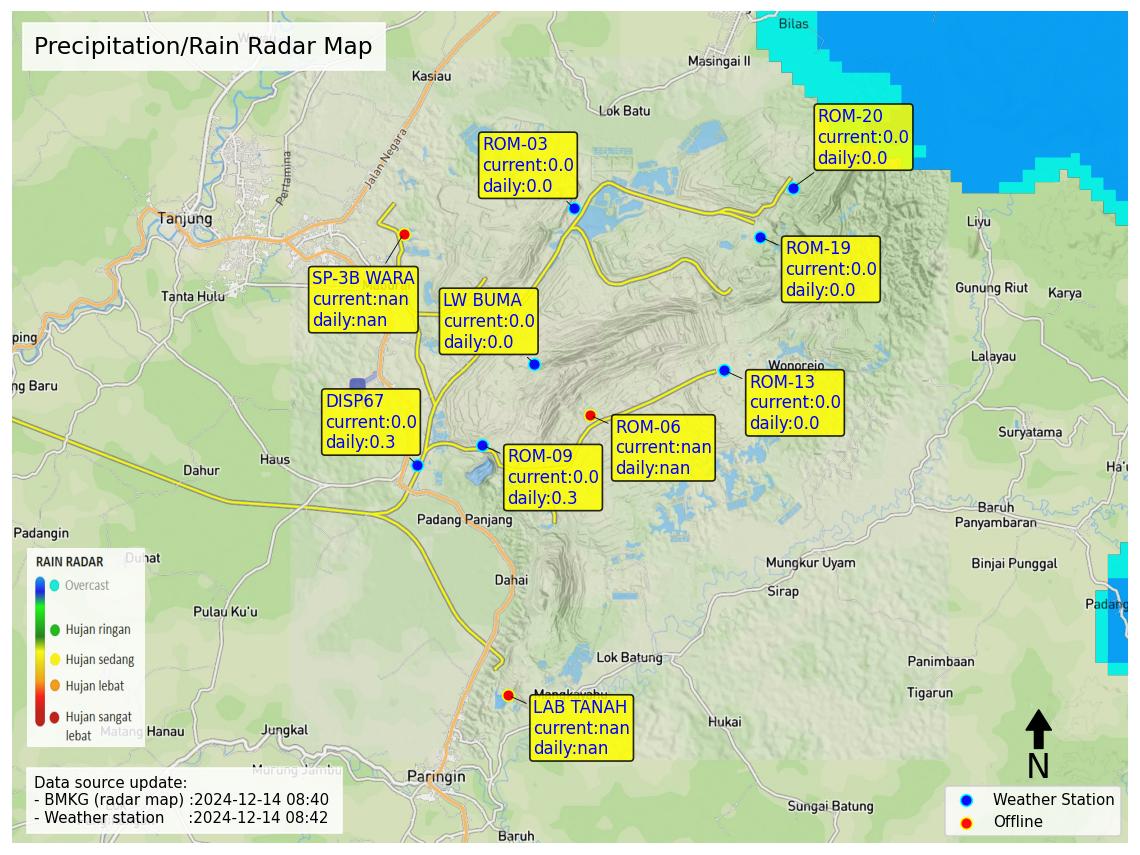 Precipitation/Rain Radar Map
Bilas
Masingai II
Kasiau
Lok Batu
Jalan Negara
Pertamina
Tanjung
Tanta Hulu
ping
ng Baru
ROM-03
current:0.0
daily:0.0
ROM-20
current:0.0
daily:0.0
ROM-19
current:0.0
daily:0.0
SP-3B WARA
current:nan
daily:nan
LW BUMA
current:0.0
daily:0.0
Liyu
Gunung Riut
Karya
Lalayau
Wonorejo
ROM-13
current:0.0
daily:0.0
DISP67
current:0.0
daily:0.3
ROM-06
current:nan
daily:nan
ROM-09
current:0.0
daily:0.3
Suryatama
Ha'u
Haus
Dahur
Padangin
Padang Panjang
Baruh
Panyambaran
Binjai Punggal
Mungkur Uyam
Sirap
Dahai
Duhat
Pulau Ku'u
Padang
Lok Batung
Panimbaan
Tigarun
Mangkayahu
LAB TANAH
current:nan
daily:nan
Hukai
Matang Hanau
Jungkal
Murung Jambu
Paringin
Sungai Batung
Baruh
RAIN RADAR
Overcast
Hujan ringan
Hujan sedang
Hujan lebat
Hujan sangat
lebat
Data source update:
- BMKG (radar map) :2024-12-14 08:40
- Weather station :2024-12-14 08:42
N
Weather Station
Offline